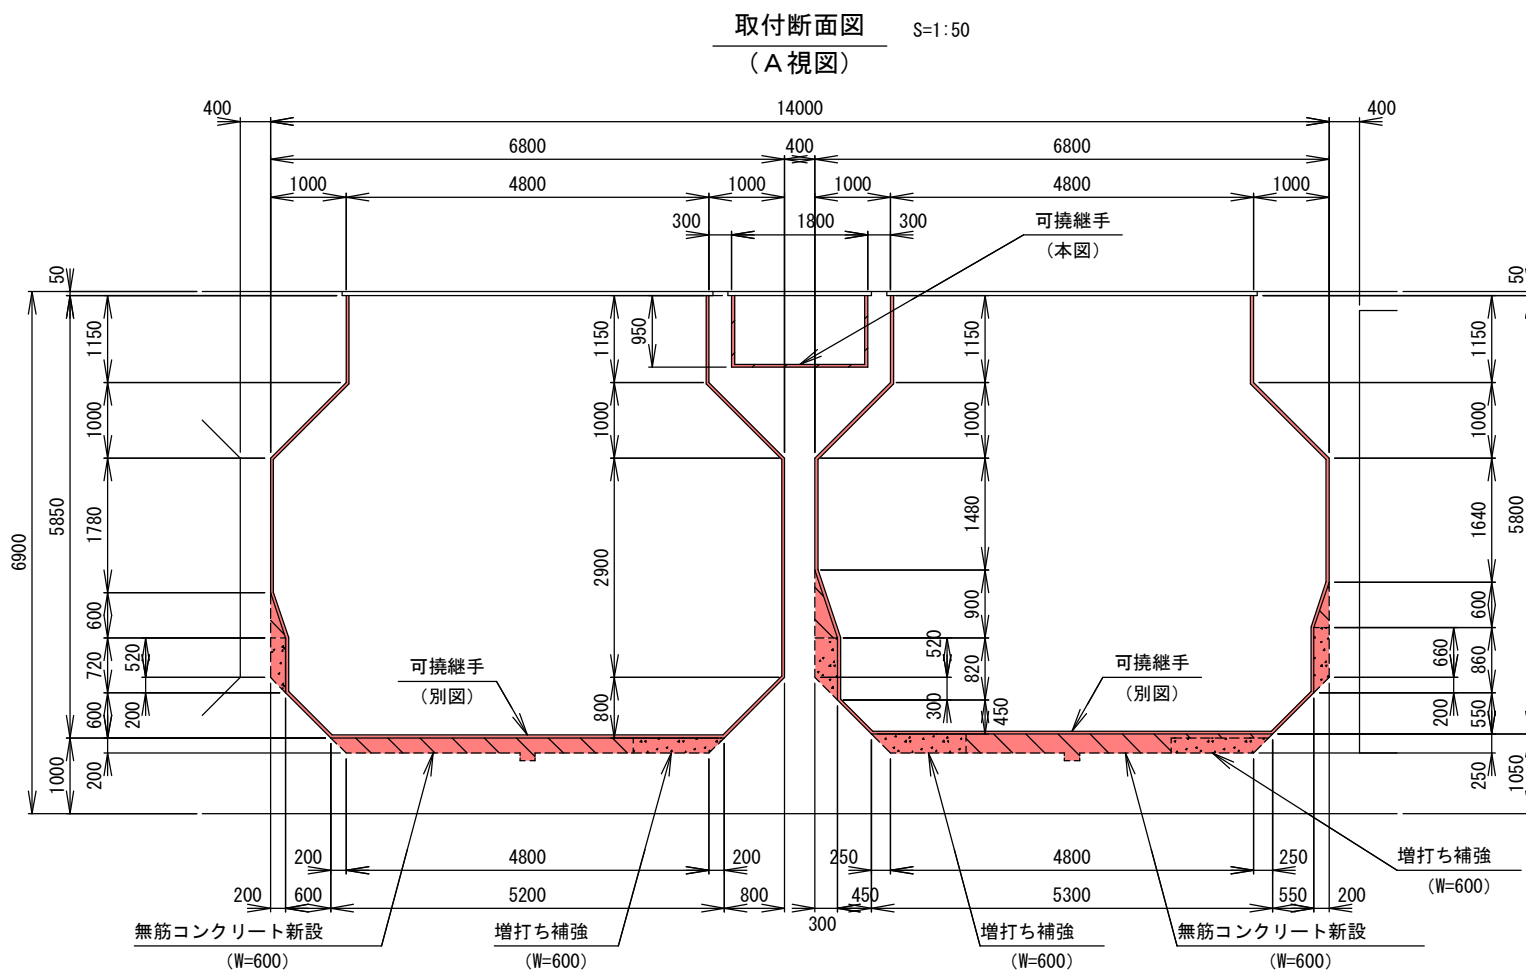 取付断面図 S=1:50
（Ａ視図）
400 14000 400
6800 400 6800
1000 4800 1000 1000 4800 1000
300 1800 300
可撓継手
(本図)
50 50
1150 1150 950 1150 1150
1000 1000 1000 1000
6900 5850 1780 2900 1480 1640 5800
600 900 600
720 520 520 820 660 860
600 200 800 300 450 200 550
可撓継手
(別図)
可撓継手
(別図)
1000 200 250 1050
200 4800 200 250 4800 250
増打ち補強
(W=600)
200 600 5200 800 450 5300 550 200
300
無筋コンクリート新設
(W=600)
増打ち補強
(W=600)
増打ち補強
(W=600)
無筋コンクリート新設
(W=600)